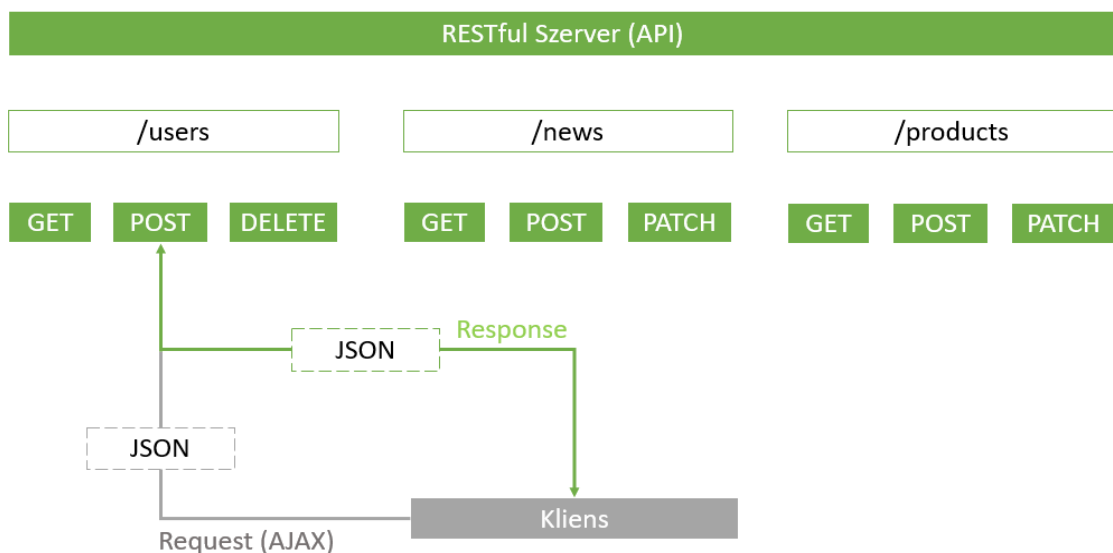 RESTful Szerver (API)
/users
/news
/products
GET
POST
DELETE
GET
POST
PATCH
GET
POST
PATCH
Response
JSON
JSON
Kliens
Request (AJAX)